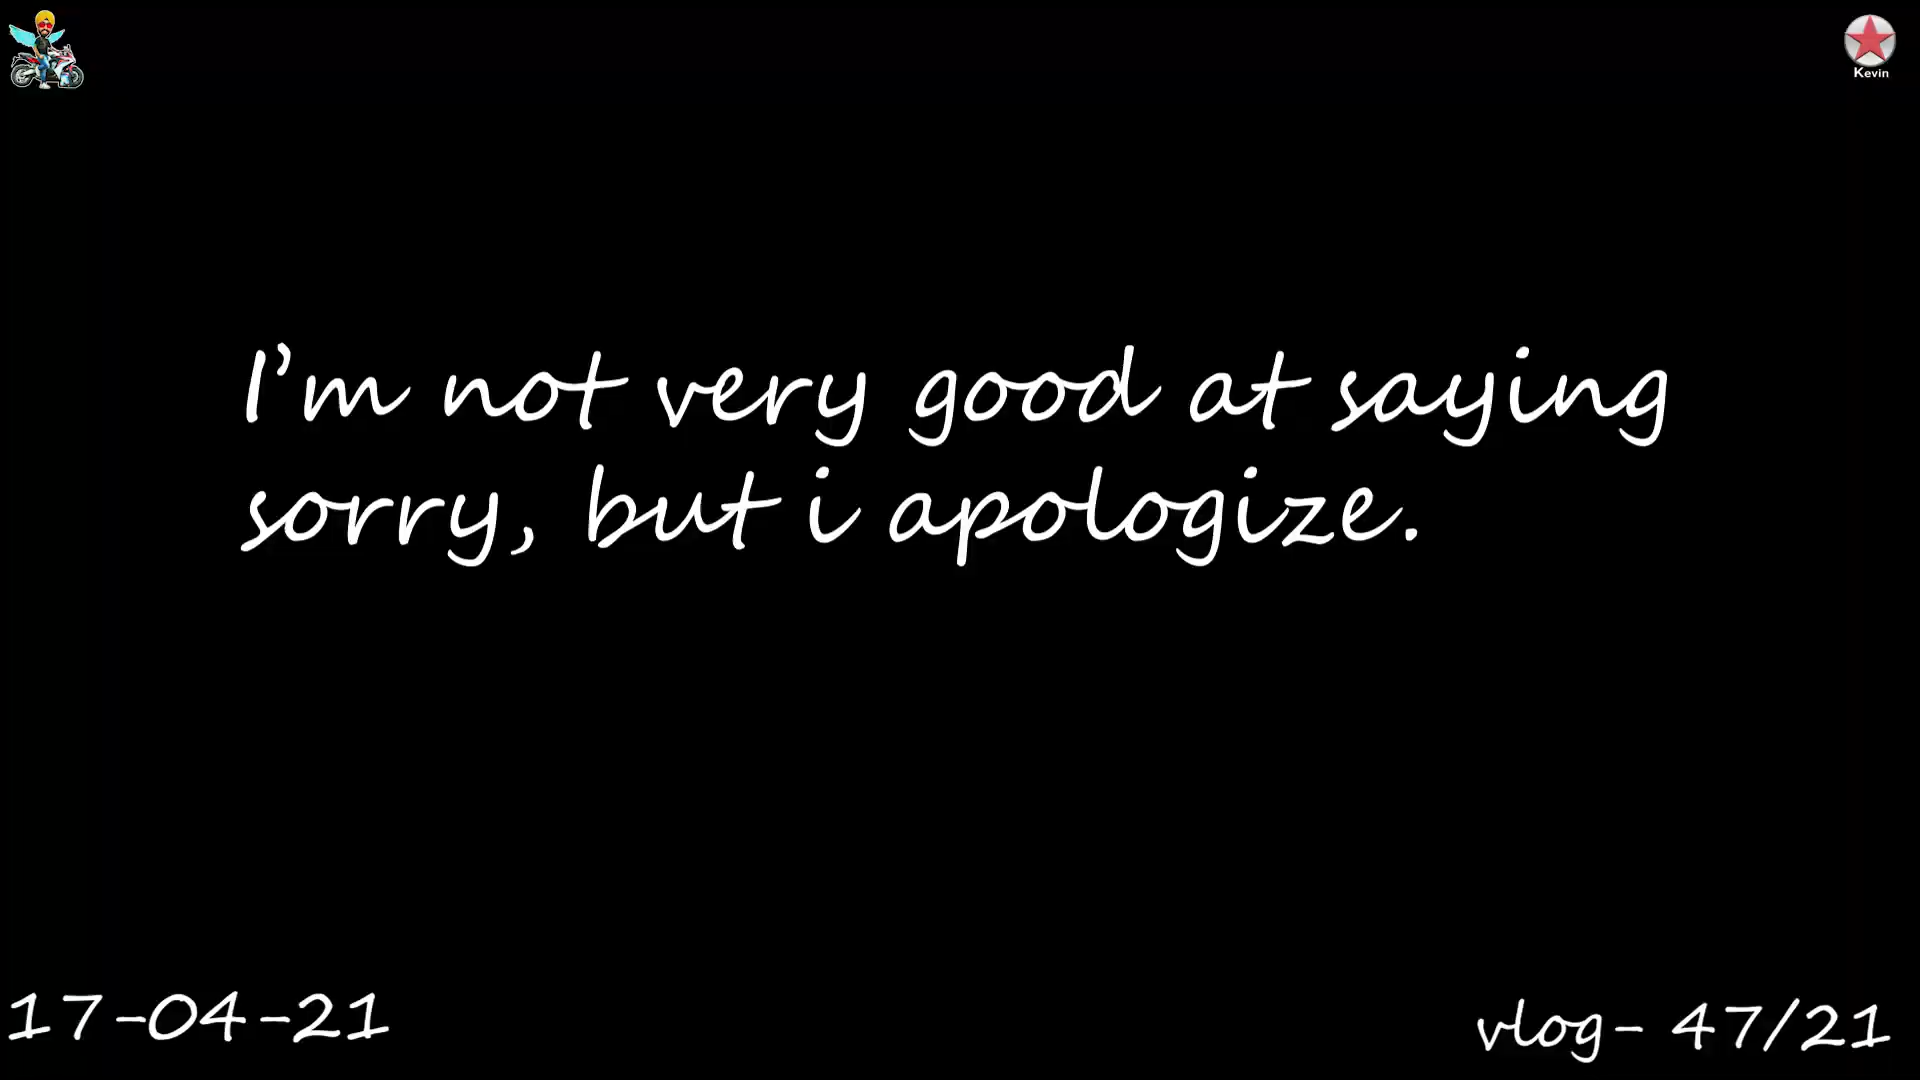 Kevin
I'm not very good at saying
sorry, but i apologize.
17-04-21
vlog- 47/21